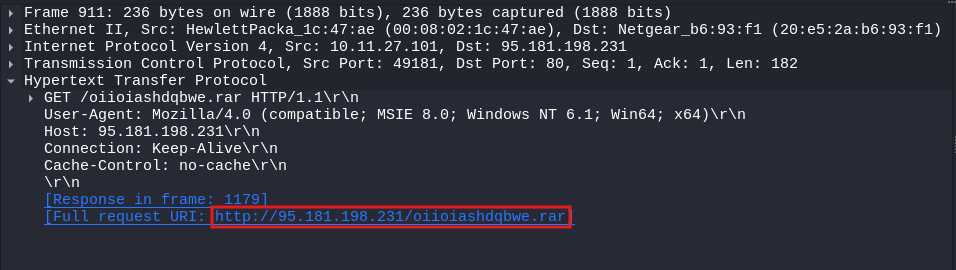 Frame 911: 236 bytes on wire (1888 bits), 236 bytes captured (1888 bits)
Ethernet II, Src: HewlettPacka_1c:47:ae (00:08:02:1c:47:ae), Dst: Netgear_b6:93:f1 (20:e5:2a:b6:93:f1)
Internet Protocol Version 4, Src: 10.11.27.101, Dst: 95.181.198.231
Transmission Control Protocol, Src Port: 49181, Dst Port: 80, Seq: 1, Ack: 1, Len: 182
Hypertext Transfer Protocol
GET /oiioiashdqbwe.rar HTTP/1.1\r\n
User-Agent: Mozilla/4.0 (compatible; MSIE 8.0; Windows NT 6.1; Win64; x64)\r\n
Host: 95.181.198.231\r\n
Connection: Keep-Alive\r\n
Cache-Control: no-cache\r\n
\r\n
[Response in frame: 1179]
[Full request URI: http://95.181.198.231/oiioiashdqbwe.rar]